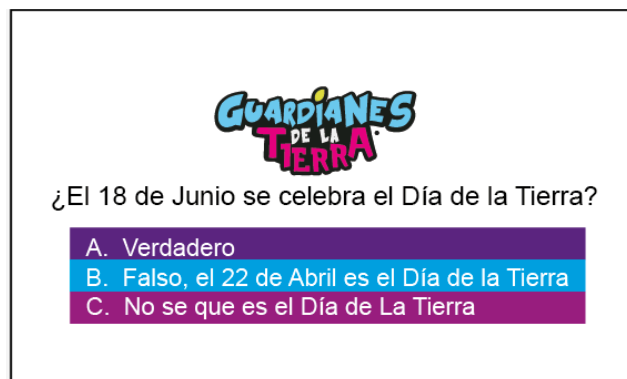 GUARDIANES
DE LA
TIERRA
¿El 18 de Junio se celebra el Día de la Tierra?
A. Verdadero
B. Falso, el 22 de Abril es el Día de la Tierra
C. No se que es el Día de La Tierra